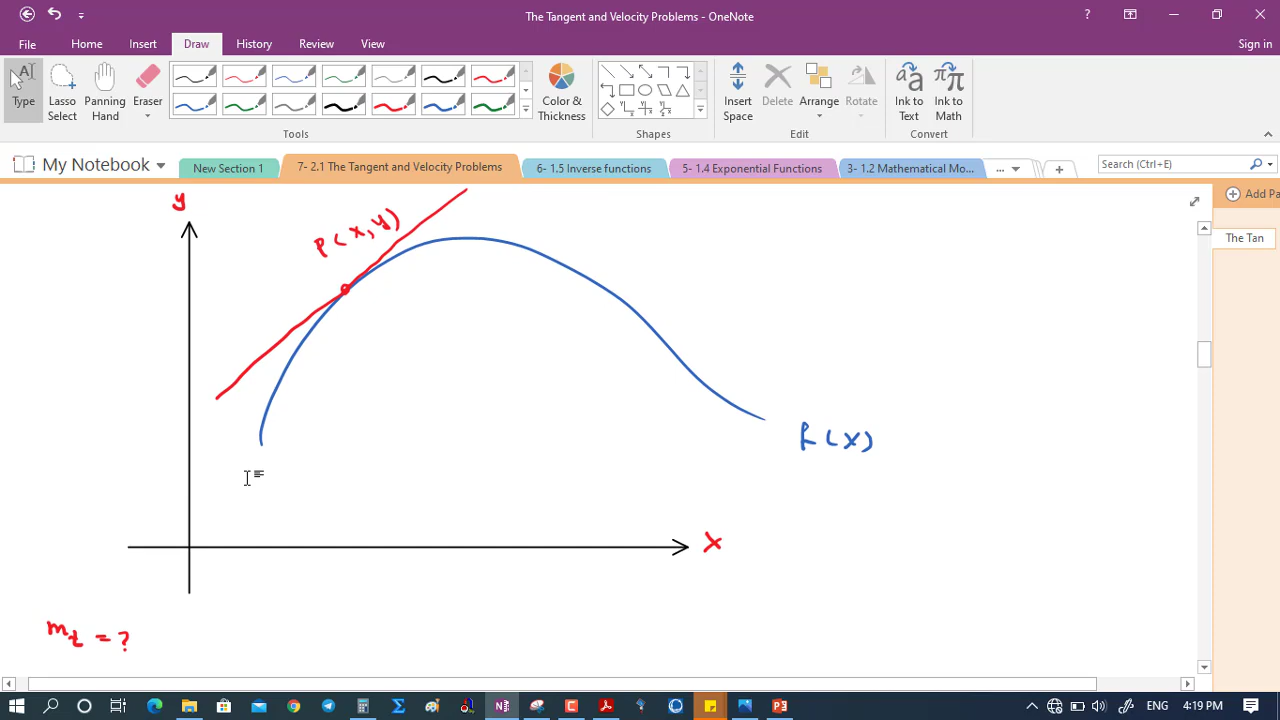 The Tangent and Velocity Problems - OneNote
?
File
Home
Insert
Draw
History
Review
View
Sign in
Type
Lasso Select
Panning Hand
Eraser
Color & Thickness
Insert Space
Delete
Arrange
Rotate
Ink to Text
Ink to Math
Tools
Shapes
Edit
Convert
My Notebook
New Section 1
7- 2.1 The Tangent and Velocity Problems
6- 1.5 Inverse functions
5- 1.4 Exponential Functions
3- 1.2 Mathematical Mo...
...
Search (Ctrl+E)
Add Pa
The Tan
y
P(x,y)
f(x)
x
m_t = ?
ENG
4:19 PM